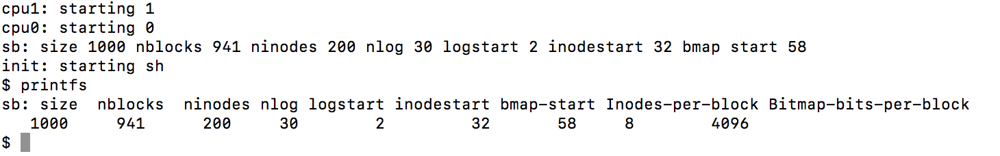 cpu1: starting 1
cpu0: starting 0
sb: size 1000 nblocks 941 ninodes 200 nlog 30 logstart 2 inodestart 32 bmap start 58
init: starting sh
$ printfs
sb: size  nblocks  ninodes nlog logstart inodestart bmap-start Inodes-per-block Bitmap-bits-per-block
   1000     941      200     30        2         32       58     8        4096
$